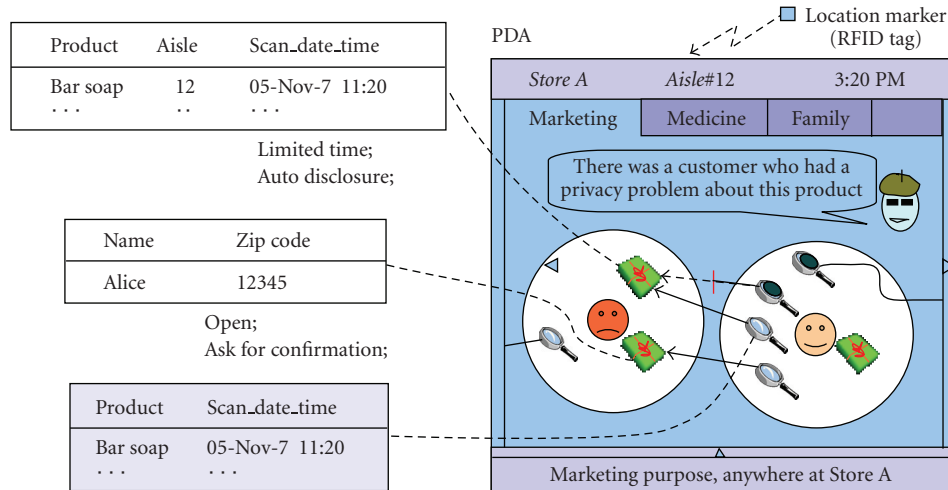 Product Aisle Scan_date_time
Bar soap 12 05-Nov-7 11:20
. . . . . . . .
Limited time;
Auto disclosure;
Name Zip code
Alice 12345
Open;
Ask for confirmation;
Product Scan_date_time
Bar soap 05-Nov-7 11:20
. . . . . .
Location marker
(RFID tag)
PDA
Store A Aisle#12 3:20 PM
Marketing Medicine Family
There was a customer who had a
privacy problem about this product
Marketing purpose, anywhere at Store A